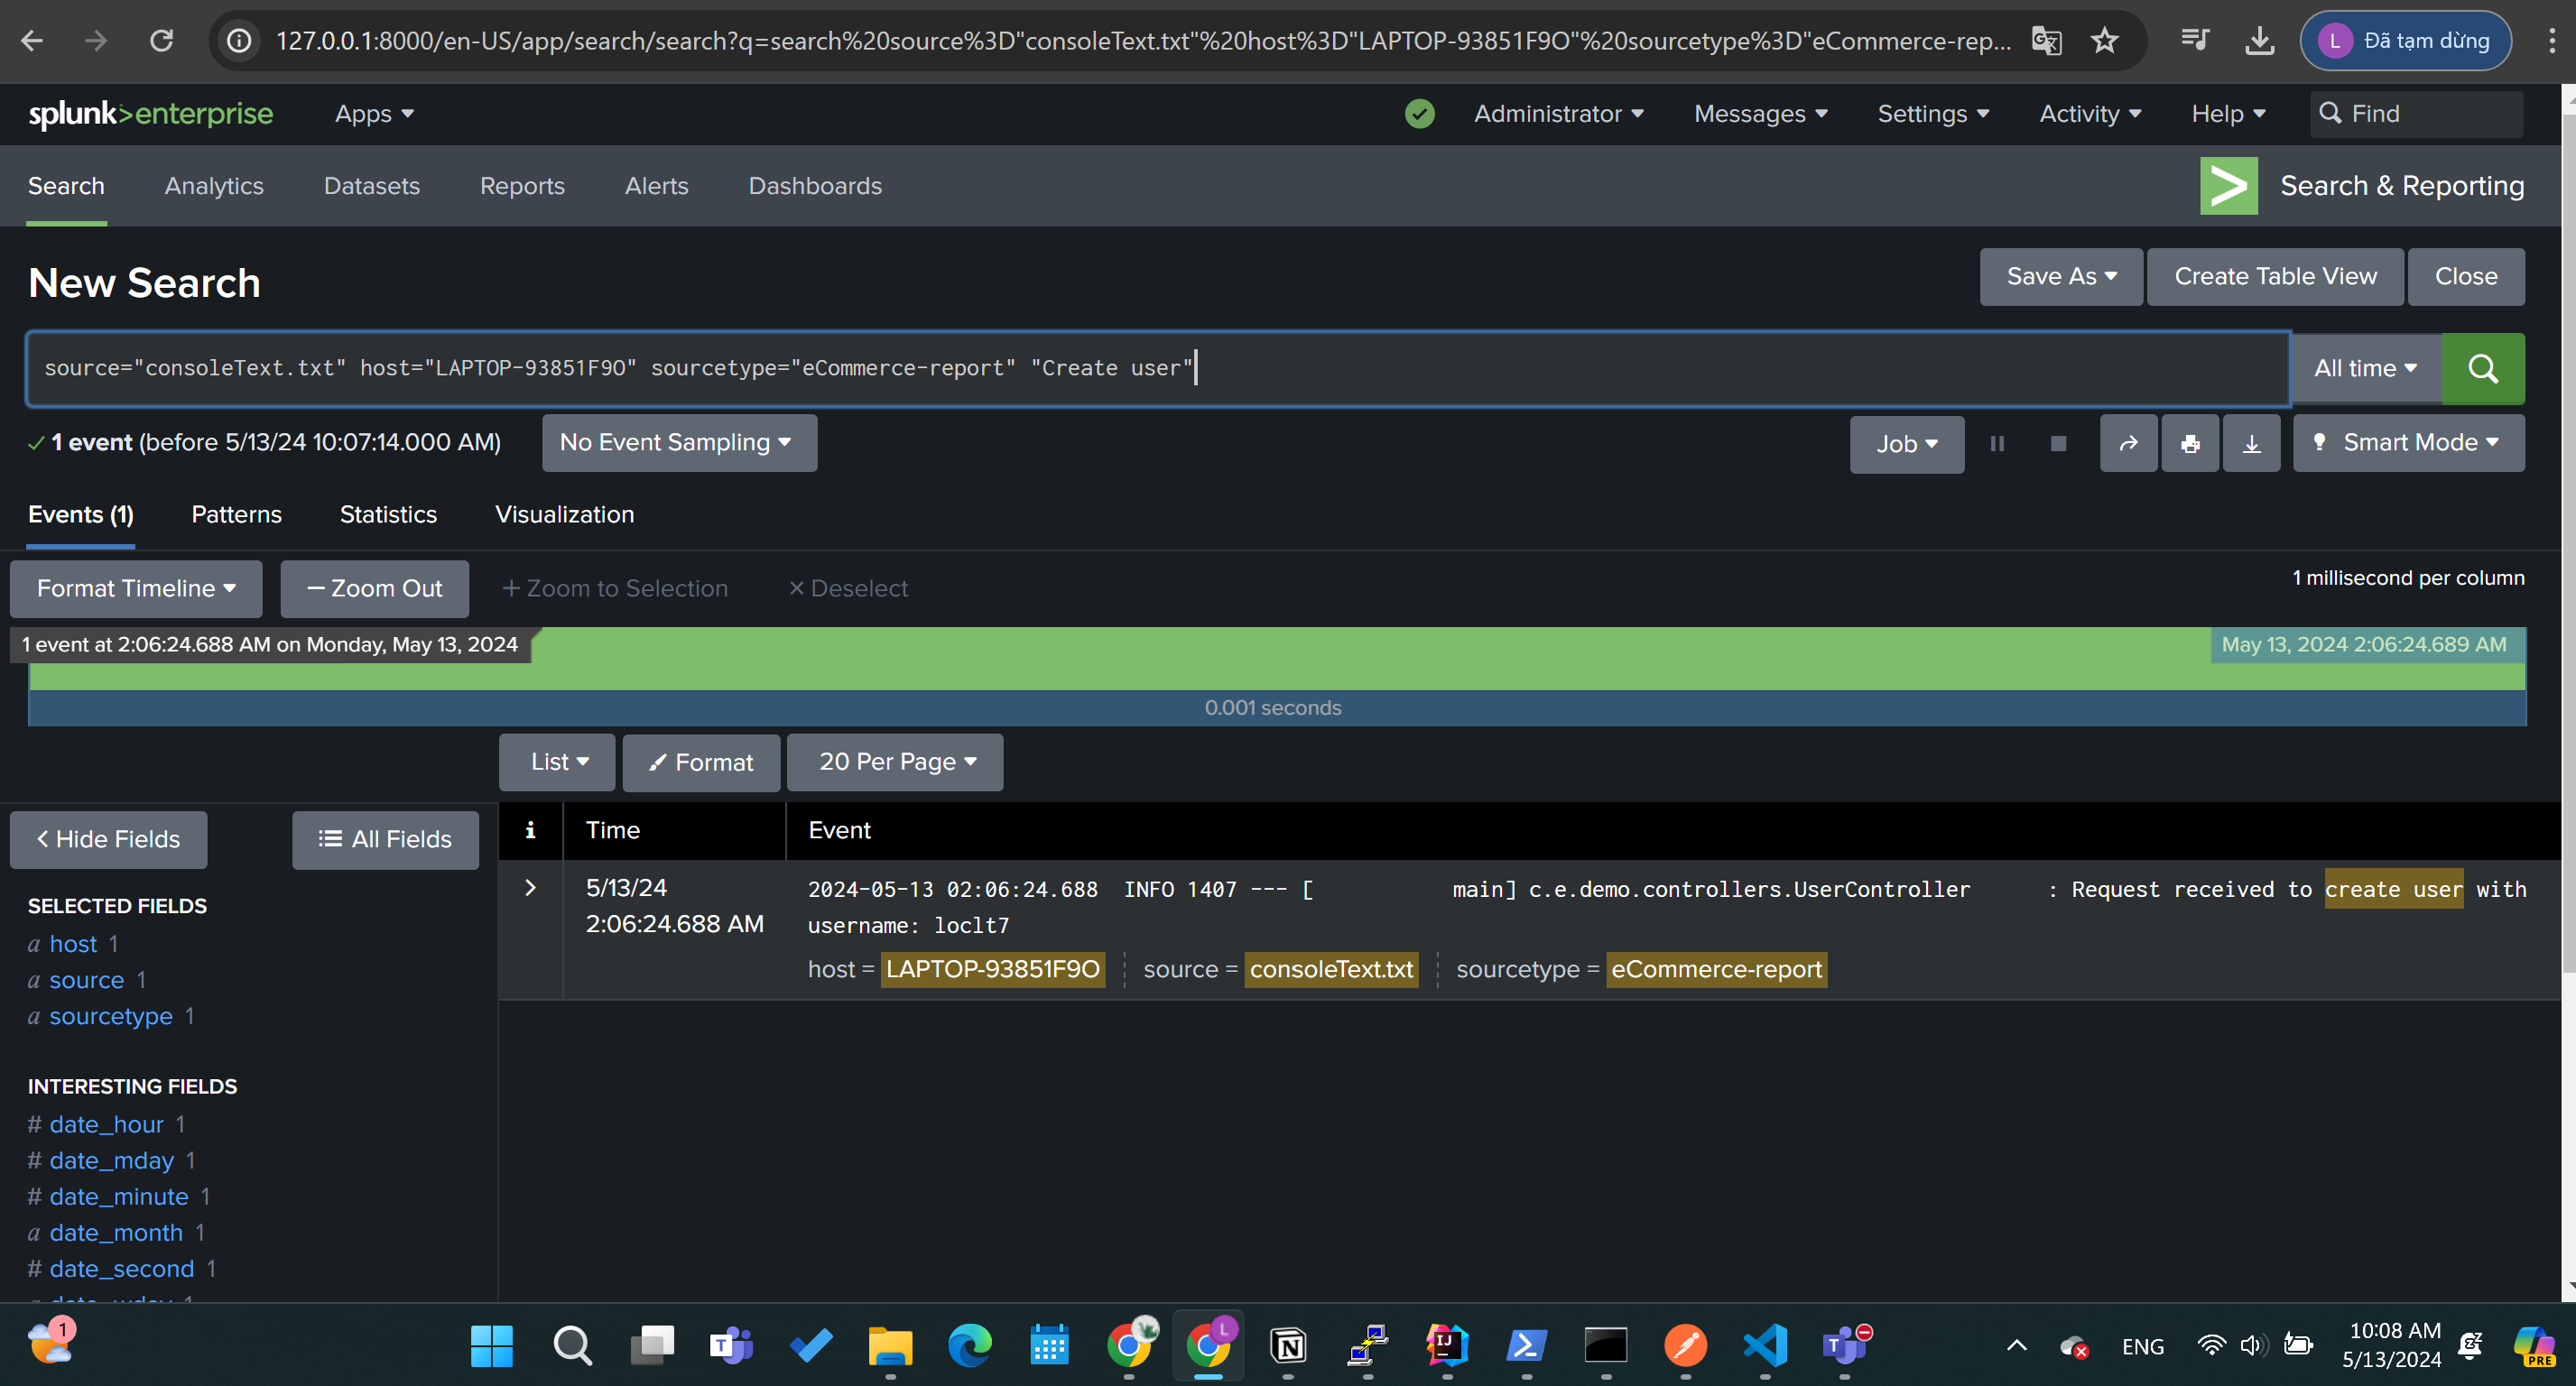 127.0.0.1:8000/en-US/app/search/search?q=search%20source%3D"consoleText.txt"%20host%3D"LAPTOP-93851F9O"%20sourcetype%3D"eCommerce-rep...
L Đã tạm dừng
splunk>enterprise Apps Administrator Messages Settings Activity Help Find
Search Analytics Datasets Reports Alerts Dashboards Search & Reporting
New Search
Save As Create Table View Close
source="consoleText.txt" host="LAPTOP-93851F9O" sourcetype="eCommerce-report" "Create user"
All time
1 event (before 5/13/24 10:07:14.000 AM) No Event Sampling Job Smart Mode
Events (1) Patterns Statistics Visualization
Format Timeline — Zoom Out + Zoom to Selection × Deselect 1 millisecond per column
1 event at 2:06:24.688 AM on Monday, May 13, 2024 May 13, 2024 2:06:24.689 AM
0.001 seconds
List Format 20 Per Page
< Hide Fields All Fields
i Time Event
5/13/24
2:06:24.688 AM
2024-05-13 02:06:24.688 INFO 1407 --- [ main] c.e.demo.controllers.UserController : Request received to create user with
username: loclt7
host = LAPTOP-93851F9O source = consoleText.txt sourcetype = eCommerce-report
SELECTED FIELDS
a host 1
a source 1
a sourcetype 1
INTERESTING FIELDS
# date_hour 1
# date_mday 1
# date_minute 1
a date_month 1
# date_second 1
1
T
L
N
IJ
T
ENG
10:08 AM
5/13/2024
PRE